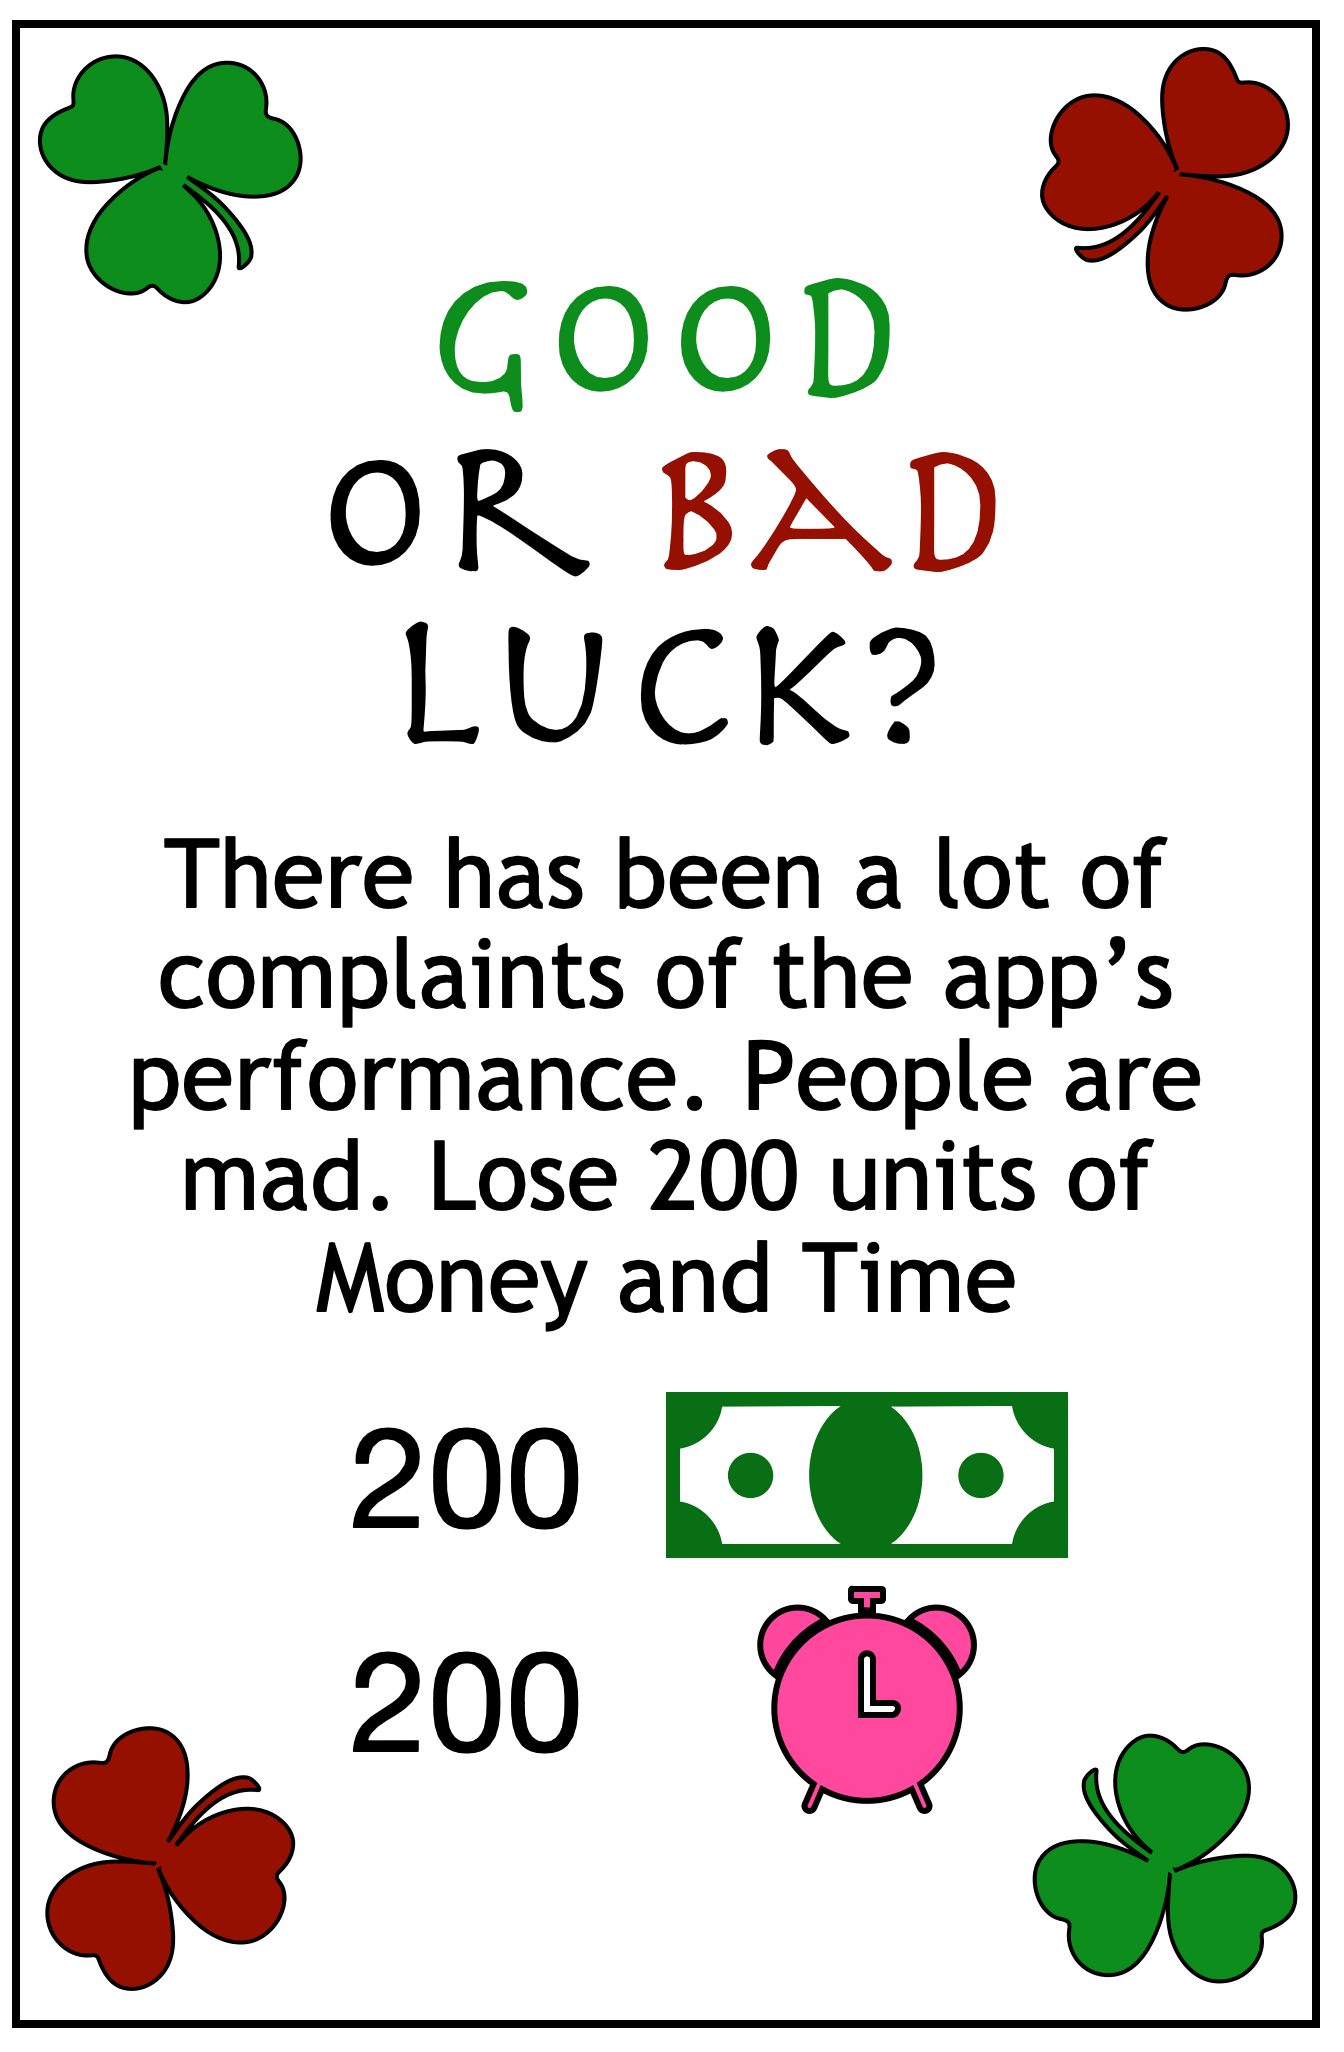 GOOD
OR BAD
LUCK?
There has been a lot of
complaints of the app’s
performance. People are
mad. Lose 200 units of
Money and Time
200
200